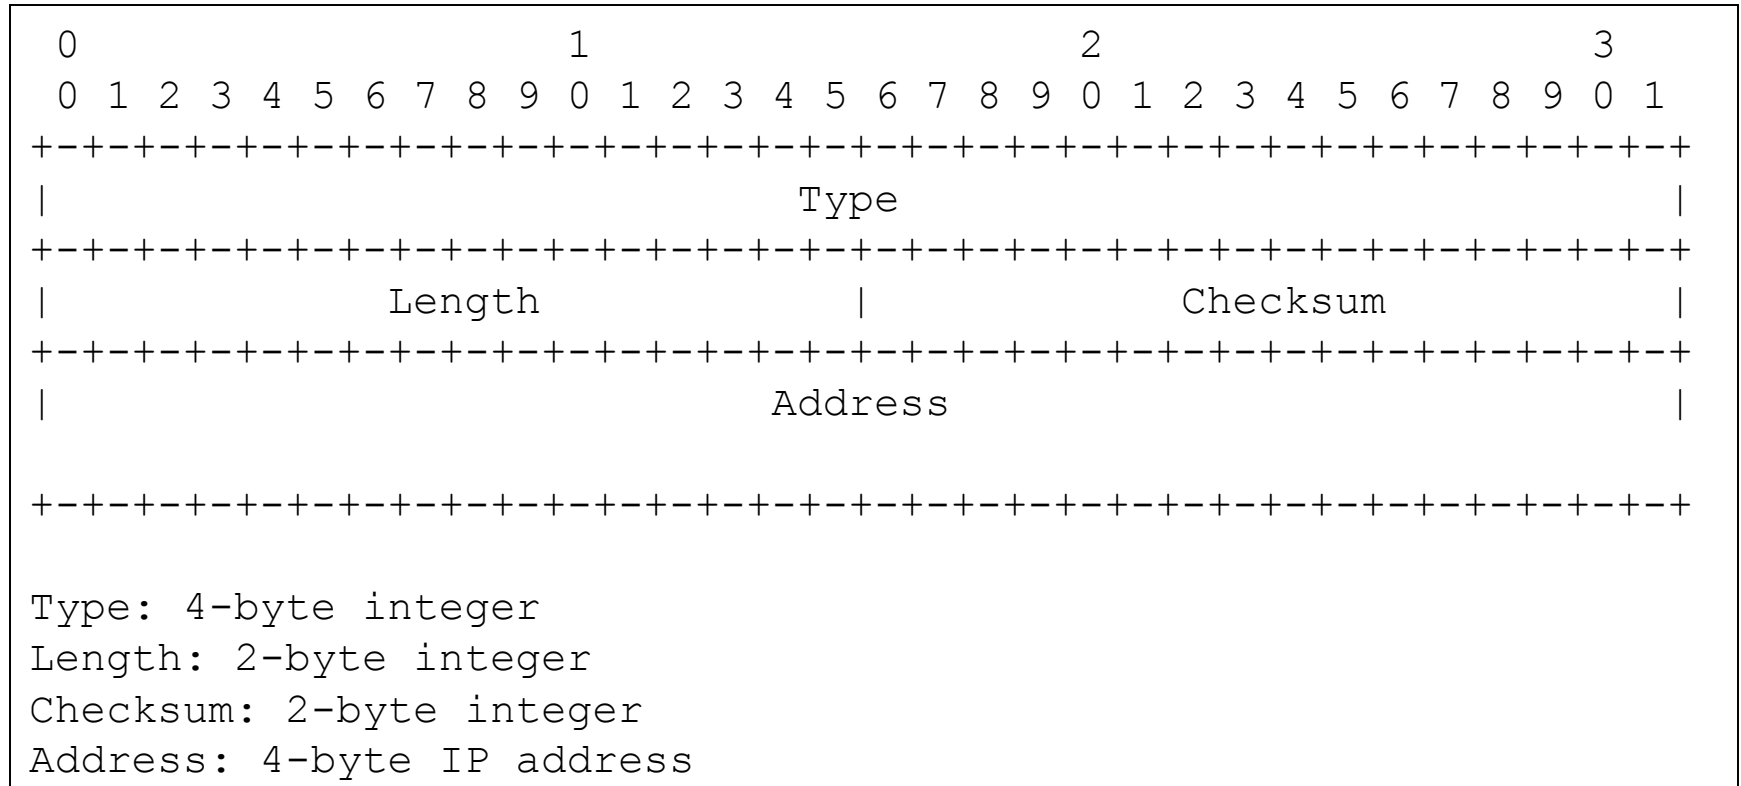 0                   1                   2                   3
 0 1 2 3 4 5 6 7 8 9 0 1 2 3 4 5 6 7 8 9 0 1 2 3 4 5 6 7 8 9 0 1
+-+-+-+-+-+-+-+-+-+-+-+-+-+-+-+-+-+-+-+-+-+-+-+-+-+-+-+-+-+-+-+-+
|                             Type                              |
+-+-+-+-+-+-+-+-+-+-+-+-+-+-+-+-+-+-+-+-+-+-+-+-+-+-+-+-+-+-+-+-+
|             Length            |            Checksum           |
+-+-+-+-+-+-+-+-+-+-+-+-+-+-+-+-+-+-+-+-+-+-+-+-+-+-+-+-+-+-+-+-+
|                            Address                            |
+-+-+-+-+-+-+-+-+-+-+-+-+-+-+-+-+-+-+-+-+-+-+-+-+-+-+-+-+-+-+-+-+
Type: 4-byte integer
Length: 2-byte integer
Checksum: 2-byte integer
Address: 4-byte IP address